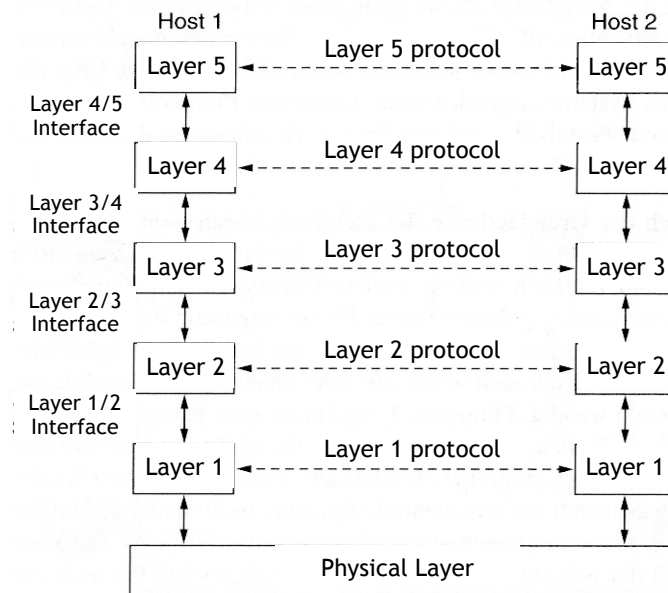 Host 1
Host 2
Layer 5
Layer 5 protocol
Layer 5
Layer 4/5
Interface
Layer 4
Layer 4 protocol
Layer 4
Layer 3/4
Interface
Layer 3
Layer 3 protocol
Layer 3
Layer 2/3
Interface
Layer 2
Layer 2 protocol
Layer 2
Layer 1/2
Interface
Layer 1
Layer 1 protocol
Layer 1
Physical Layer